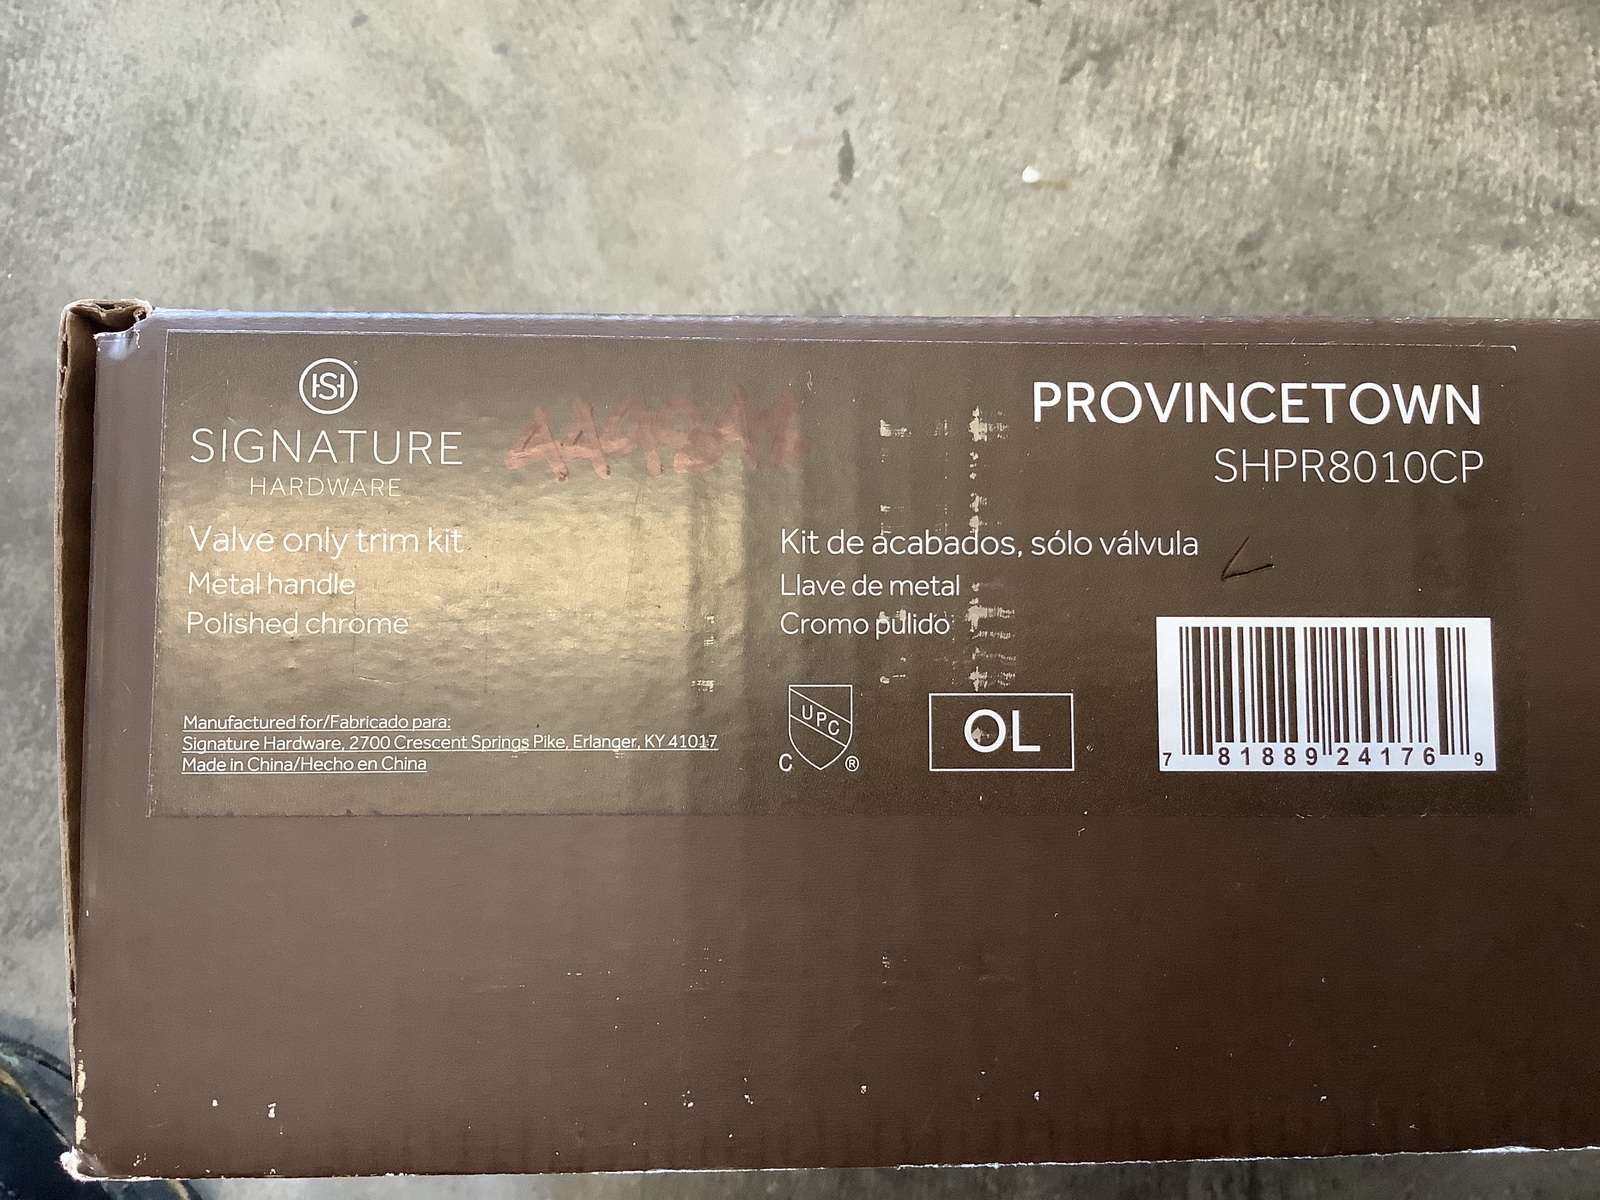 SIGNATURE
HARDWARE
PROVINCETOWN
SHPR8010CP
Valve only trim kit
Metal handle
Polished chrome
Kit de acabados, sólo válvula
Llave de metal
Cromo pulido
Manufactured for/Fabricado para:
Signature Hardware, 2700 Crescent Springs Pike, Erlanger, KY 41017
Made in China/Hecho en China
UPC
C ®
OL
7 81889 24176 9